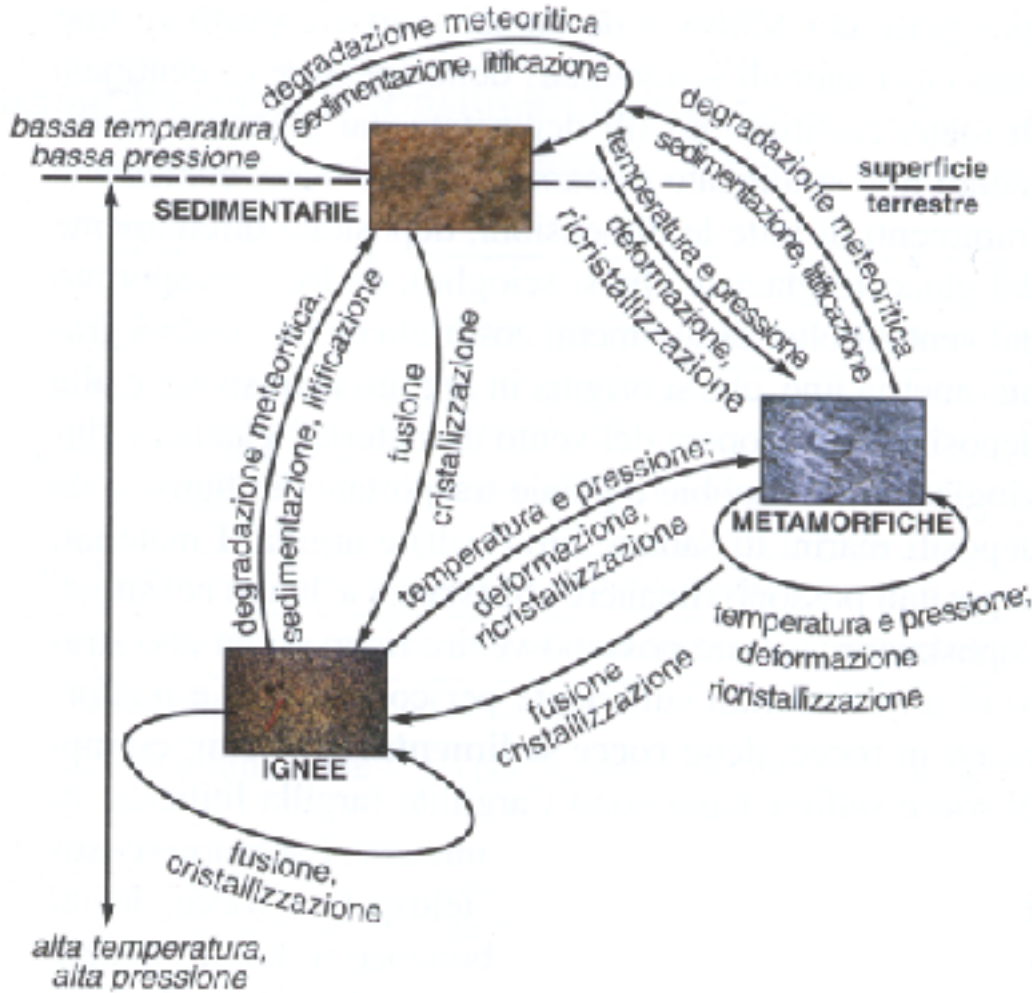 degradazione meteoritica
sedimentazione, litificazione
bassa temperatura,
bassa pressione
superficie
terrestre
SEDIMENTARIE
degradazione meteoritica
sedimentazione, litificazione
temperatura e pressione
deformazione,
ricristallizzazione
degradazione meteoritica,
sedimentazione, litificazione
fusione
cristallizzazione
temperatura e pressione;
deformazione,
ricristallizzazione
METAMORFICHE
temperatura e pressione;
deformazione
ricristallizzazione
fusione
cristallizzazione
IGNEE
fusione,
cristallizzazione
alta temperatura,
alta pressione